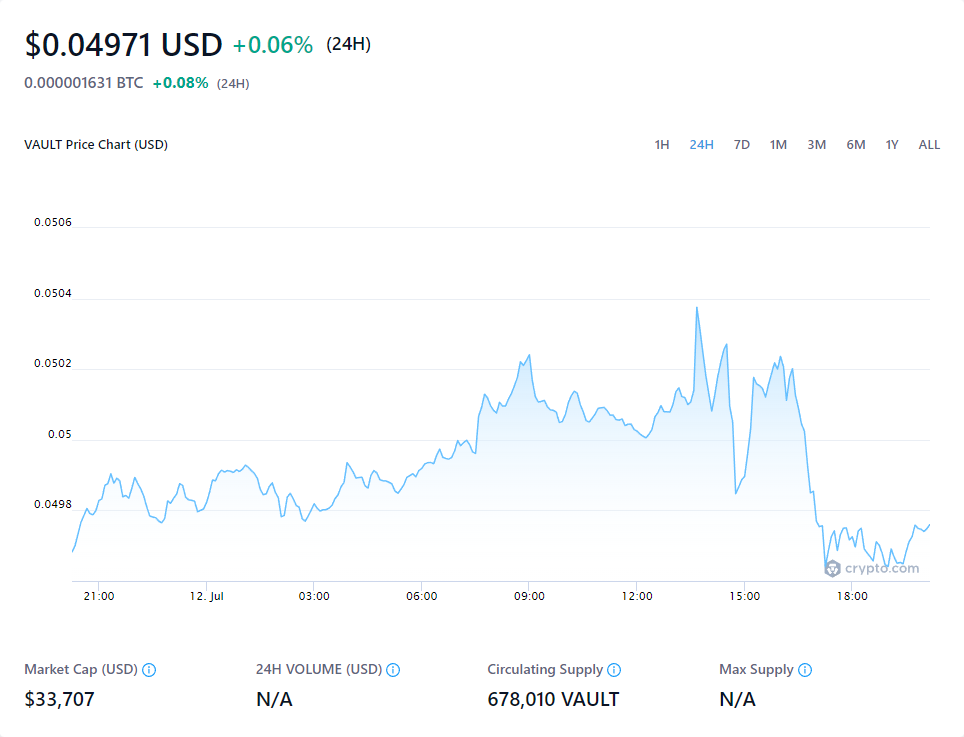 $0.04971 USD +0.06% (24H)
0.000001631 BTC +0.08% (24H)
VAULT Price Chart (USD) 1H 24H 7D 1M 3M 6M 1Y ALL
0.0506
0.0504
0.0502
0.05
0.0498
crypto.com
21:00 12. Jul 03:00 06:00 09:00 12:00 15:00 18:00
Market Cap (USD) 24H VOLUME (USD) Circulating Supply Max Supply
$33,707 N/A 678,010 VAULT N/A